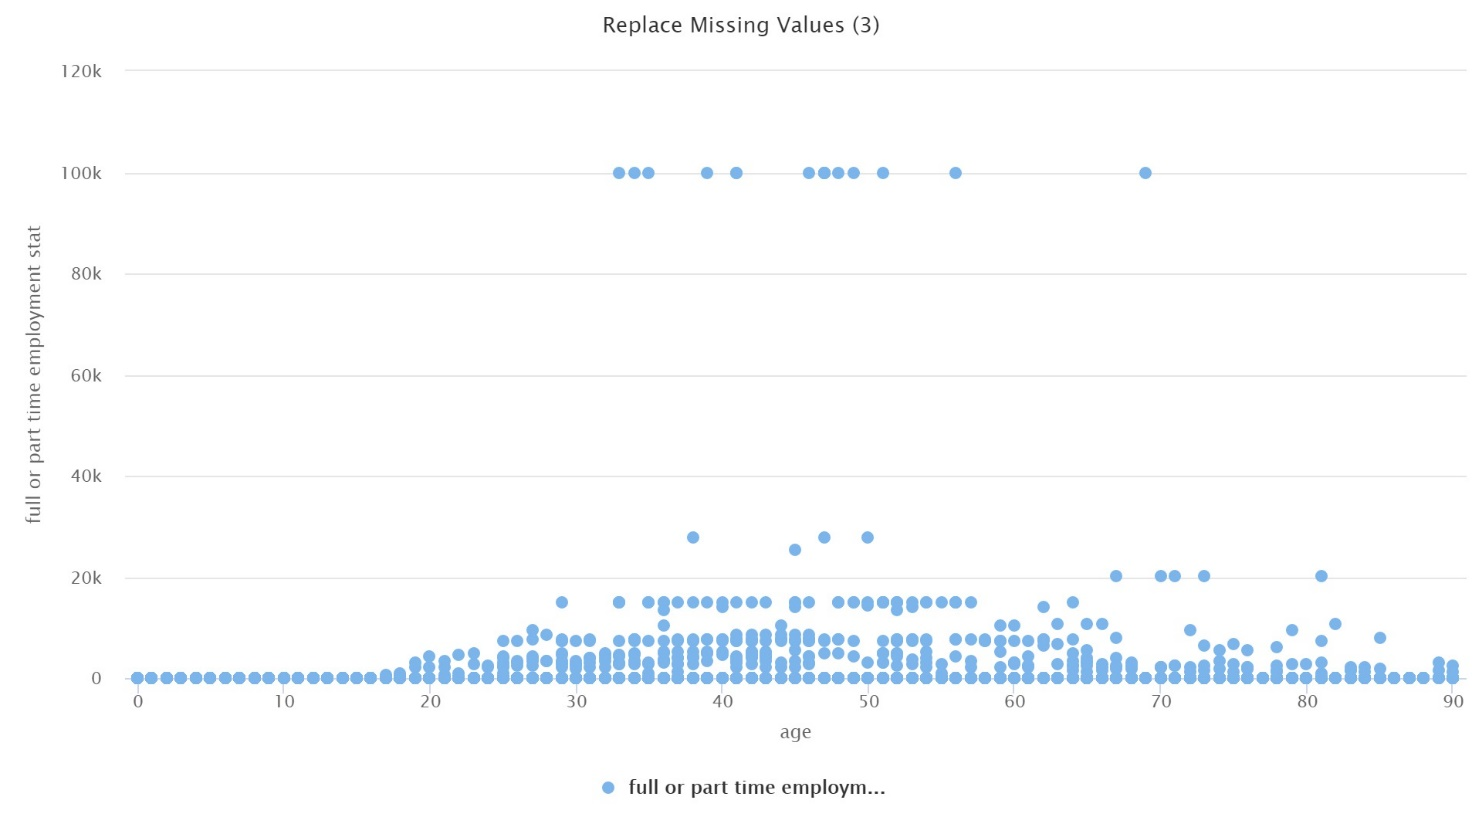 Replace Missing Values (3)
120k
100k
80k
60k
40k
20k
0
full or part time employment stat
0 10 20 30 40 50 60 70 80 90
age
full or part time employm...